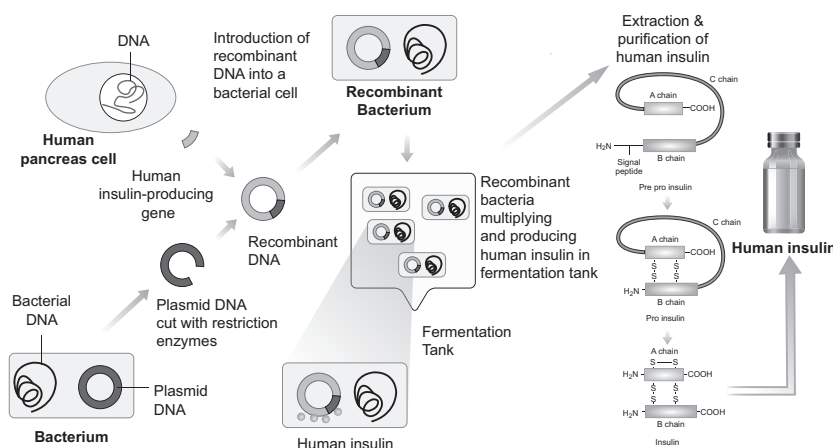 DNA
Human
pancreas cell
Human
insulin-producing
gene
Introduction of
recombinant
DNA into a
bacterial cell
Recombinant
Bacterium
Recombinant
DNA
Plasmid DNA
cut with restriction
enzymes
Bacterial
DNA
Plasmid
DNA
Bacterium
Recombinant
bacteria
multiplying
and producing
human insulin in
fermentation tank
Fermentation
Tank
Human insulin
Extraction &
purification of
human insulin
C chain
A chain
COOH
H₂N
Signal
peptide
B chain
Pre pro insulin
C chain
A chain
COOH
S S
S S
H₂N
B chain
Pro insulin
A chain
S S
H₂N COOH
S S
S S
H₂N COOH
B chain
Insulin
Human insulin